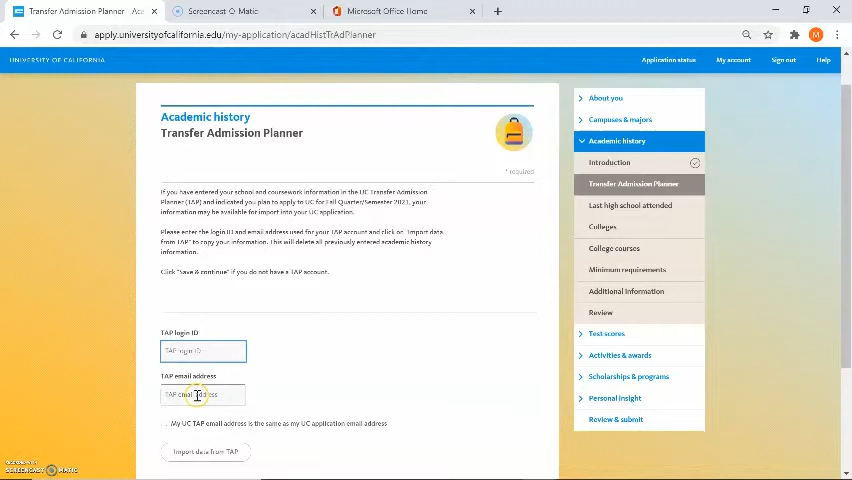 Transfer Admission Planner - Aca
Screencast-O-Matic
Microsoft Office Home
apply.universityofcalifornia.edu/my-application/acadHistTrAdPlanner
M
UNIVERSITY OF CALIFORNIA
Application status
My account
Sign out
Help
Academic history
Transfer Admission Planner
* required
If you have entered your school and coursework information in the UC Transfer Admission
Planner (TAP) and indicated you plan to apply to UC for Fall Quarter/Semester 2021, your
information may be available for import into your UC application.
Please enter the login ID and email address used for your TAP account and click on "Import data
from TAP" to copy your information. This will delete all previously entered academic history
information.
Click "Save & continue" if you do not have a TAP account.
TAP login ID
TAP login ID
TAP email address
TAP email address
My UC TAP email address is the same as my UC application email address
Import data from TAP
About you
Campuses & majors
Academic history
Introduction
Transfer Admission Planner
Last high school attended
Colleges
College courses
Minimum requirements
Additional information
Review
Test scores
Activities & awards
Scholarships & programs
Personal insight
Review & submit
RECORDED WITH
SCREENCAST MATIC